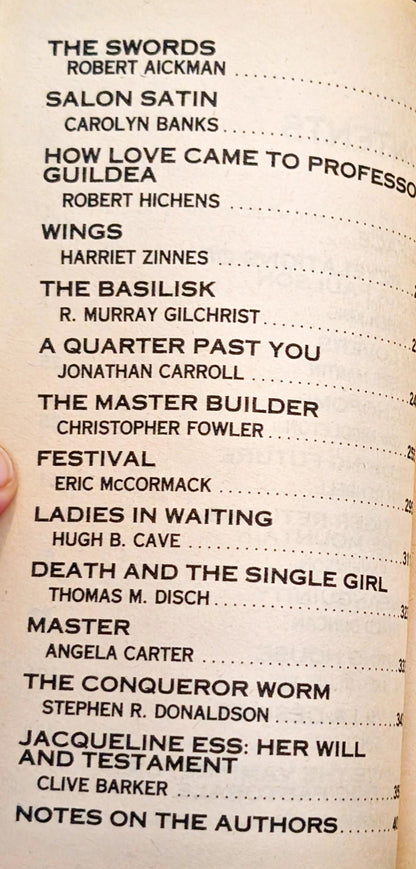 THE SWORDS
ROBERT AICKMAN
SALON SATIN
CAROLYN BANKS
HOW LOVE CAME TO PROFESSO
GUILDEA
ROBERT HICHENS
WINGS
HARRIET ZINNES
THE BASILISK
R. MURRAY GILCHRIST
A QUARTER PAST YOU
JONATHAN CARROLL
THE MASTER BUILDER
CHRISTOPHER FOWLER
FESTIVAL
ERIC McCORMACK
LADIES IN WAITING
HUGH B. CAVE
DEATH AND THE SINGLE GIRL
THOMAS M. DISCH
MASTER
ANGELA CARTER
THE CONQUEROR WORM
STEPHEN R. DONALDSON
JACQUELINE ESS: HER WILL
AND TESTAMENT
CLIVE BARKER
NOTES ON THE AUTHORS